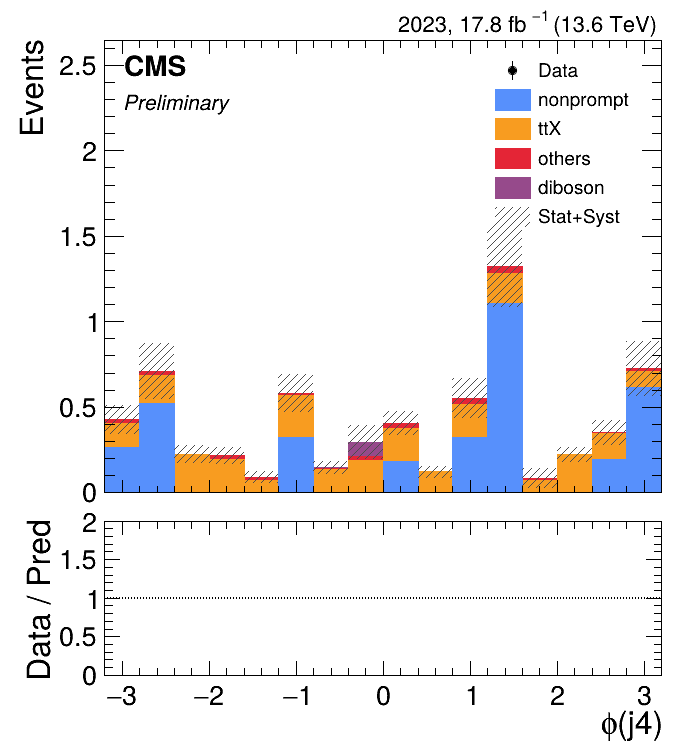 2023, 17.8 fb⁻¹ (13.6 TeV)
Events
CMS
Preliminary
Data
nonprompt
ttX
others
diboson
Stat+Syst
2.5
2
1.5
1
0.5
0
Data / Pred
2
1.5
1
0.5
0
−3 −2 −1 0 1 2 3
ϕ(j4)